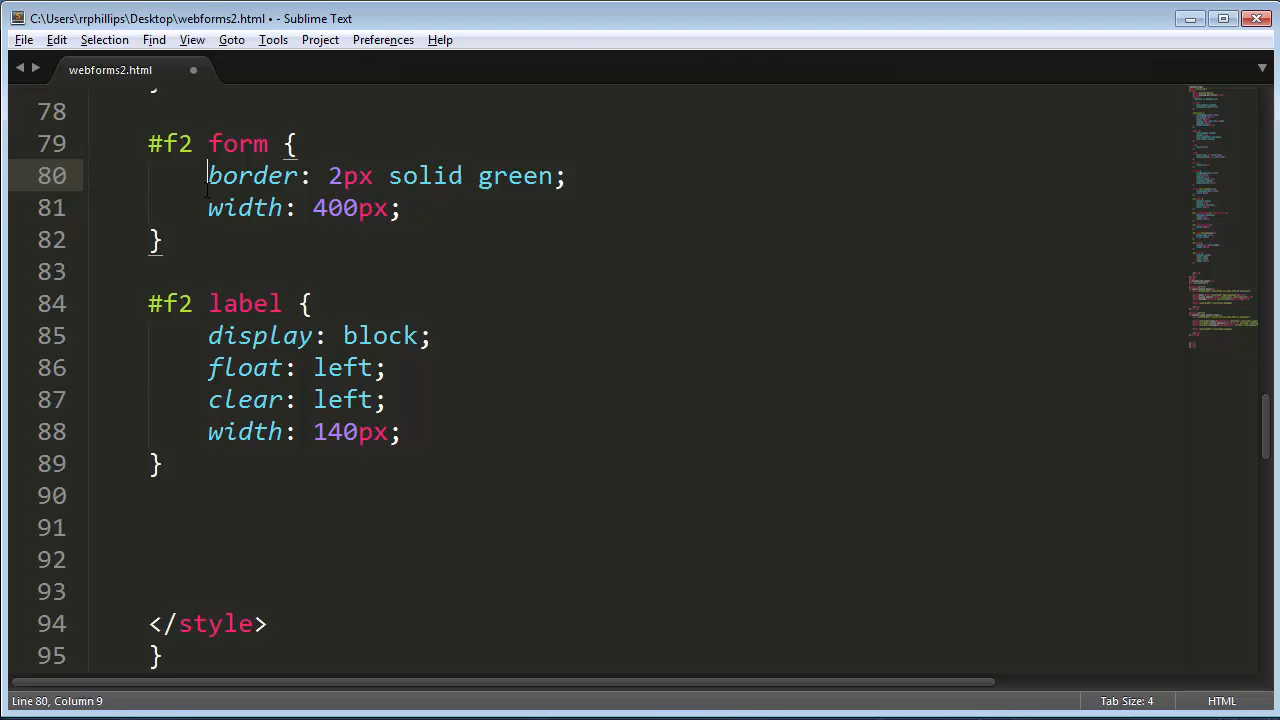 C:\Users\rrphillips\Desktop\webforms2.html • - Sublime Text
File Edit Selection Find View Goto Tools Project Preferences Help
webforms2.html
}
78
79 #f2 form {
80 border: 2px solid green;
81 width: 400px;
82 }
83
84 #f2 label {
85 display: block;
86 float: left;
87 clear: left;
88 width: 140px;
89 }
90
91
92
93
94 </style>
95 }
Line 80, Column 9 Tab Size: 4 HTML